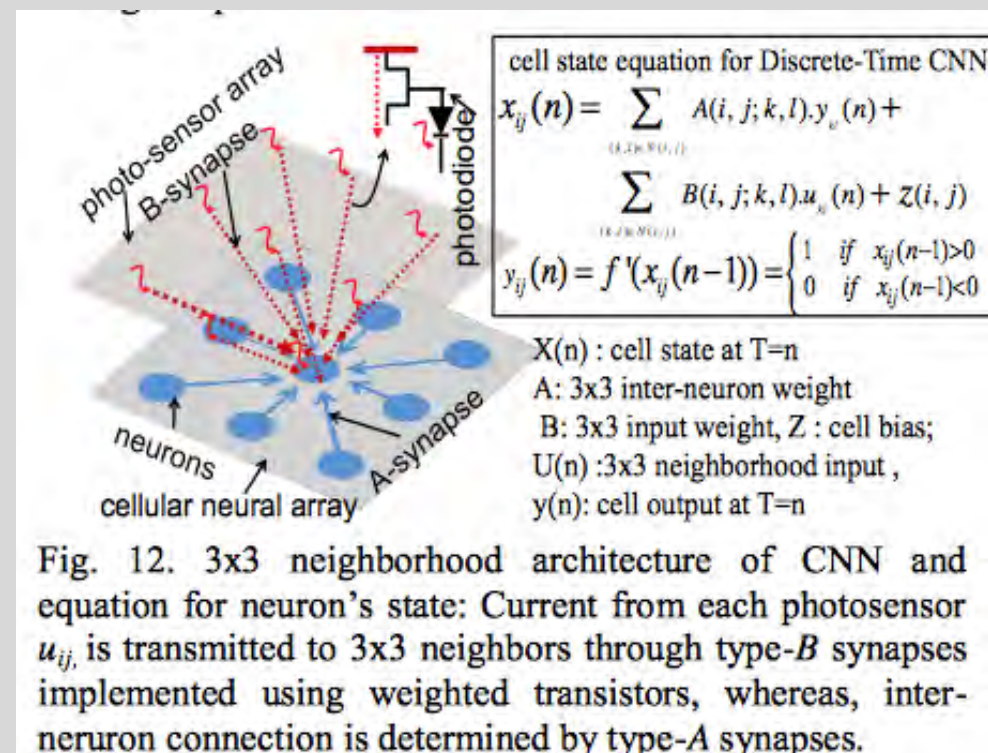 photo-sensor array
B-synapse
photodiode
neurons
cellular neural array
A-synapse
cell state equation for Discrete-Time CNN
x_ij(n) = ∑ A(i, j; k, l).y (n) +
∑ B(i, j; k, l).u (n) + Z(i, j)
y_ij(n) = f '(x_ij(n−1)) = { 1 if x_ij(n−1)>0
0 if x_ij(n−1)<0
X(n) : cell state at T=n
A: 3x3 inter-neuron weight
B: 3x3 input weight, Z : cell bias;
U(n) :3x3 neighborhood input ,
y(n): cell output at T=n
Fig. 12. 3x3 neighborhood architecture of CNN and
equation for neuron’s state: Current from each photosensor
u_ij, is transmitted to 3x3 neighbors through type-B synapses
implemented using weighted transistors, whereas, inter-
neruron connection is determined by type-A synapses.